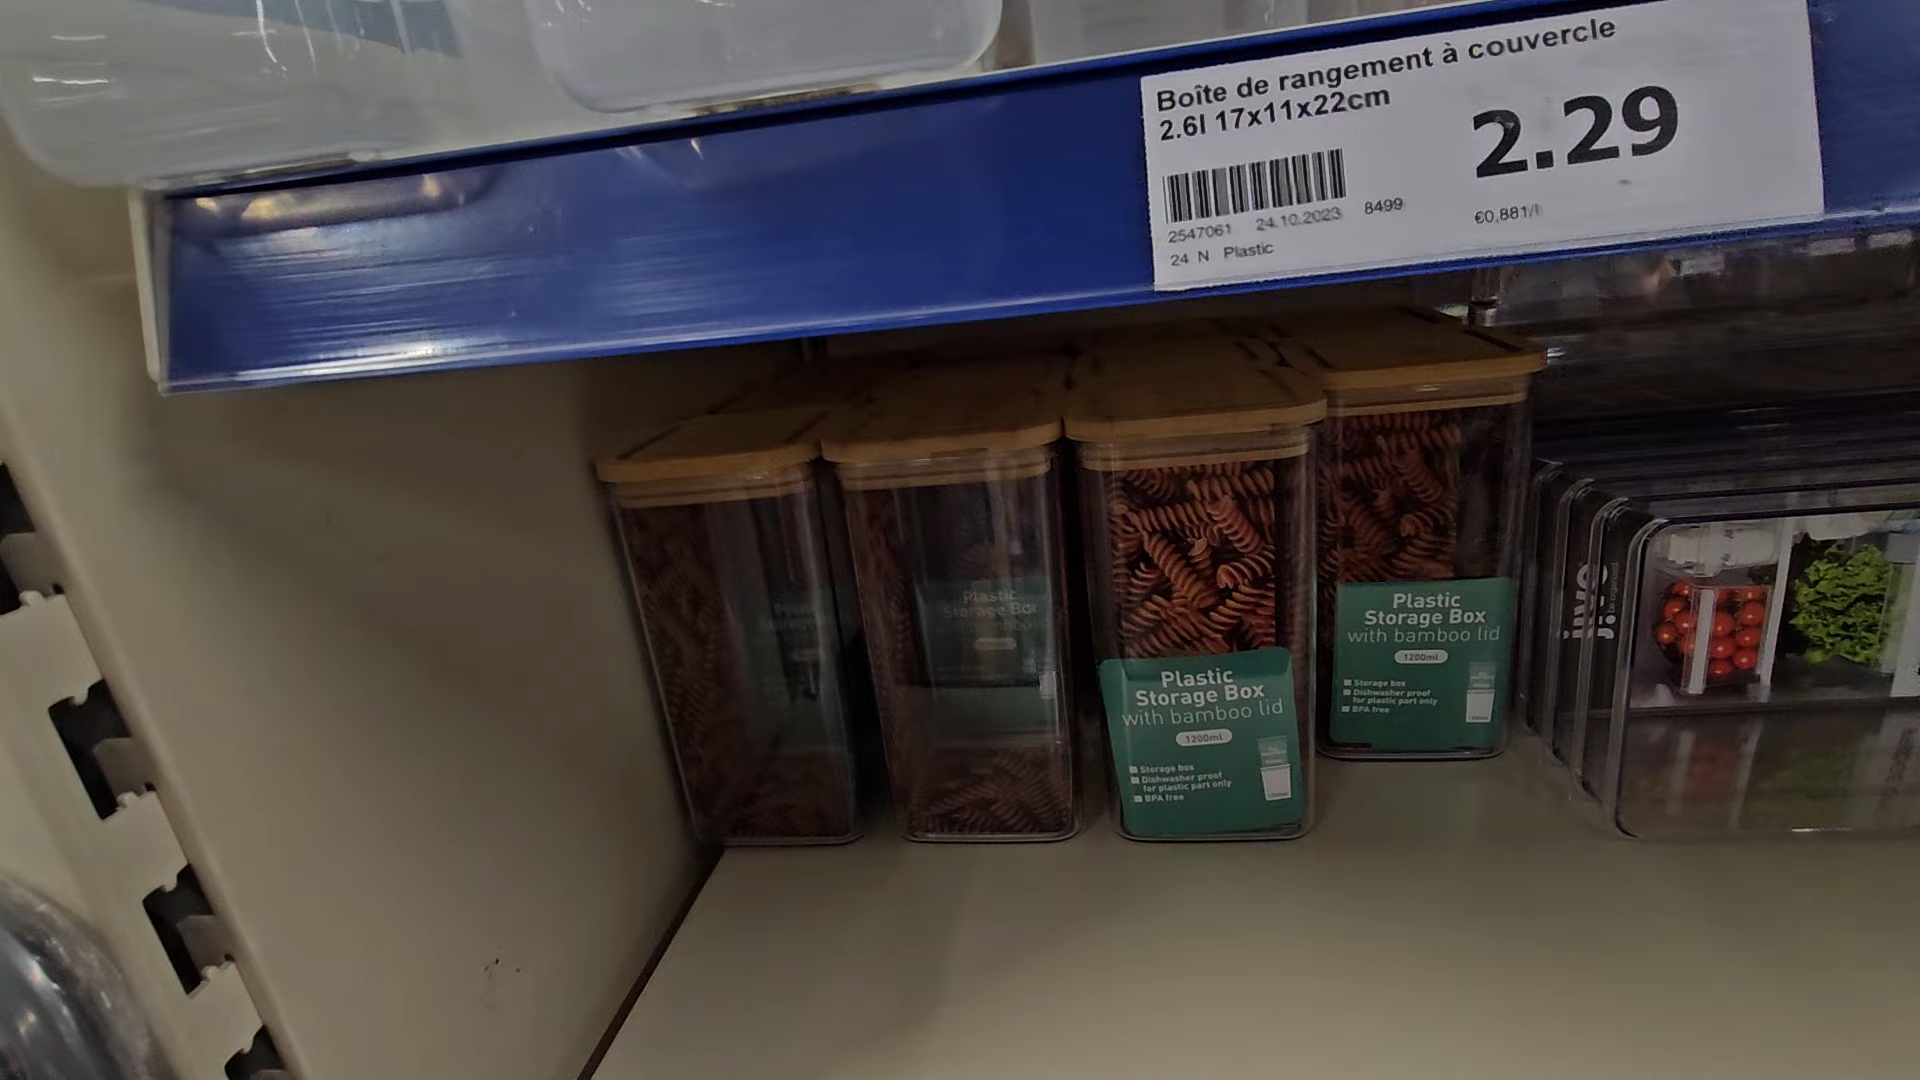 Boîte de rangement à couvercle
2.6l 17x11x22cm
2.29
2547061 24.10.2023 8499
€0,881/l
24 N Plastic
Plastic
Storage Box
Plastic
Storage Box
with bamboo lid
1200ml
Storage box
Dishwasher proof
for plastic part only
BPA free
Plastic
Storage Box
with bamboo lid
1200ml
Storage box
Dishwasher proof
for plastic part only
BPA free